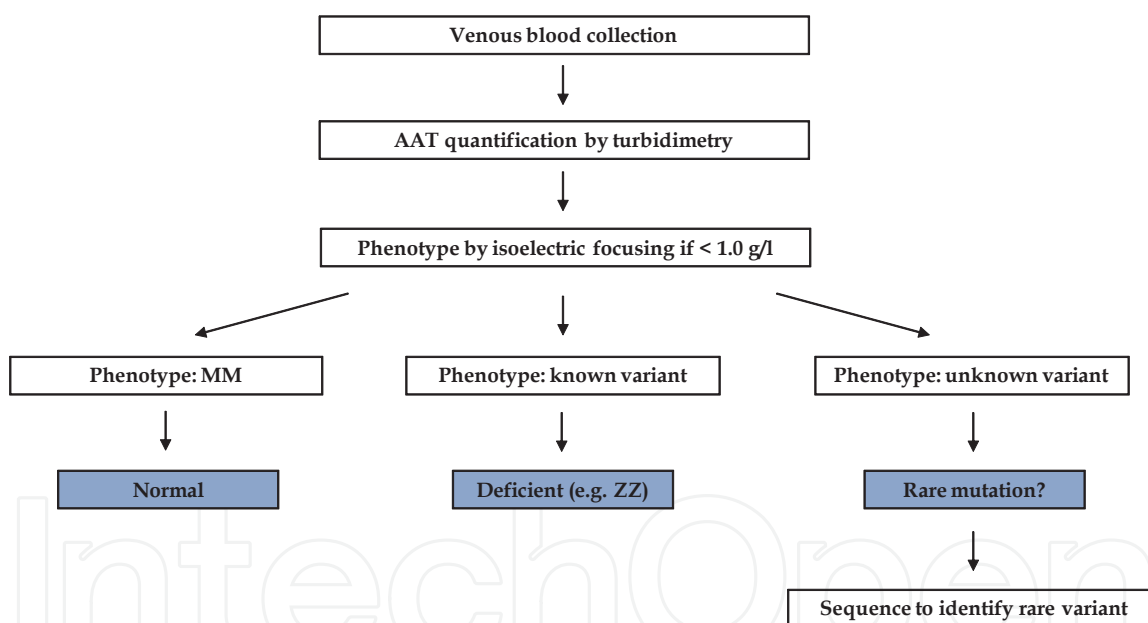 Venous blood collection
AAT quantification by turbidimetry
Phenotype by isoelectric focusing if < 1.0 g/l
Phenotype: MM
Phenotype: known variant
Phenotype: unknown variant
Normal
Deficient (e.g. ZZ)
Rare mutation?
IntechOpen
Sequence to identify rare variant